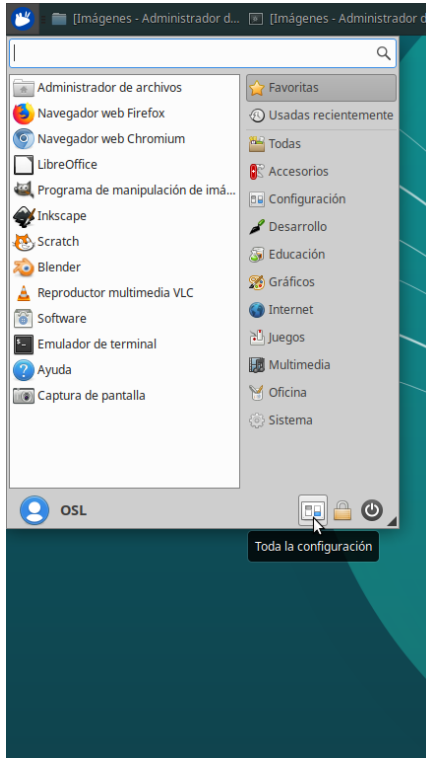 [Imágenes - Administrador d...
[Imágenes - Administrador d
Administrador de archivos
Navegador web Firefox
Navegador web Chromium
LibreOffice
Programa de manipulación de imá...
Inkscape
Scratch
Blender
Reproductor multimedia VLC
Software
Emulador de terminal
Ayuda
Captura de pantalla
Favoritas
Usadas recientemente
Todas
Accesorios
Configuración
Desarrollo
Educación
Gráficos
Internet
Juegos
Multimedia
Oficina
Sistema
OSL
Toda la configuración